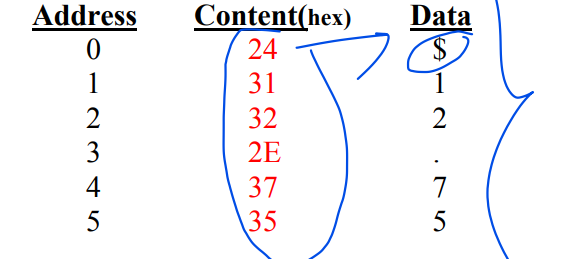 Address Content(hex) Data
0 24 $
1 31 1
2 32 2
3 2E .
4 37 7
5 35 5